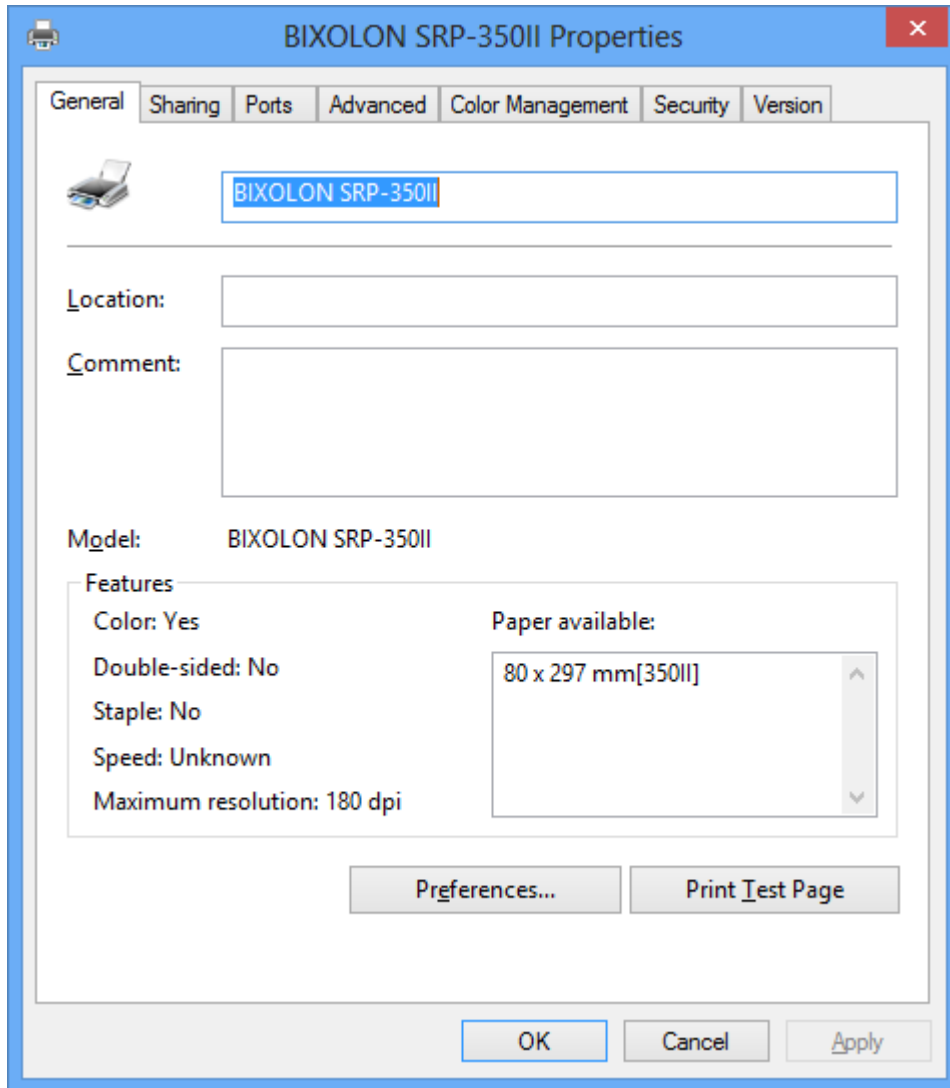 BIXOLON SRP-350II Properties
General Sharing Ports Advanced Color Management Security Version
BIXOLON SRP-350II
Location:
Comment:
Model: BIXOLON SRP-350II
Features
Color: Yes Paper available:
Double-sided: No 80 x 297 mm[350II]
Staple: No
Speed: Unknown
Maximum resolution: 180 dpi
Preferences... Print Test Page
OK Cancel Apply